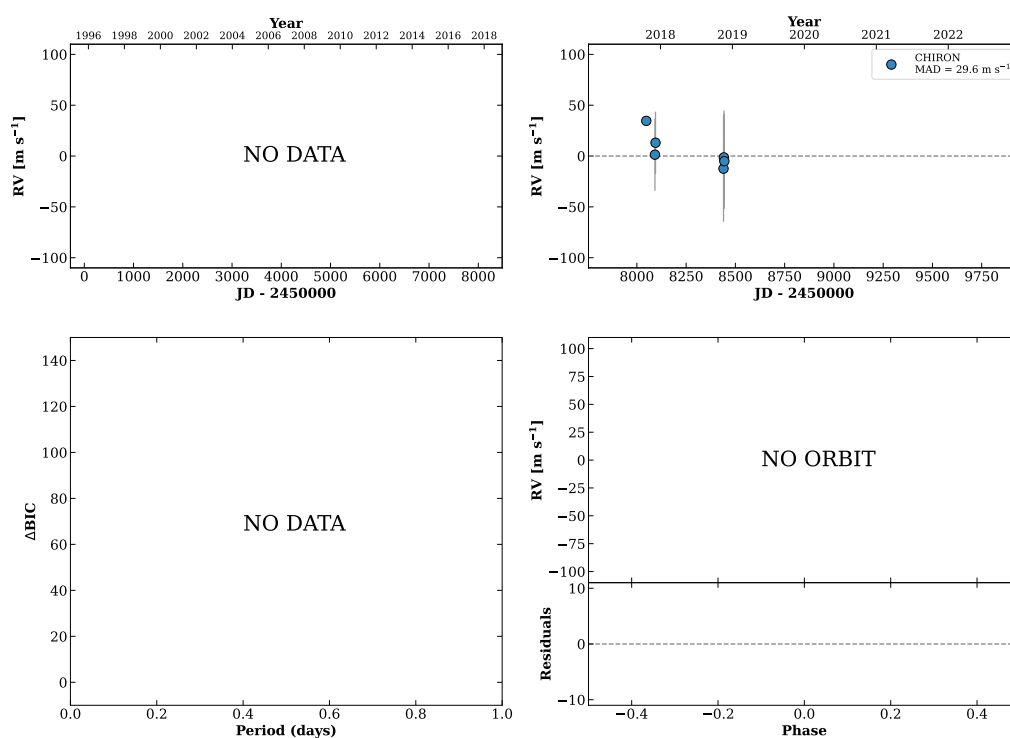 Year
1996 1998 2000 2002 2004 2006 2008 2010 2012 2014 2016 2018
RV [m s⁻¹]
100
50
0
−50
−100
NO DATA
0 1000 2000 3000 4000 5000 6000 7000 8000
JD - 2450000
Year
2018 2019 2020 2021 2022
RV [m s⁻¹]
100
50
0
−50
−100
CHIRON
MAD = 29.6 m s⁻¹
8000 8250 8500 8750 9000 9250 9500 9750
JD - 2450000
ΔBIC
140
120
100
80
60
40
20
0
NO DATA
0.0 0.2 0.4 0.6 0.8 1.0
Period (days)
RV [m s⁻¹]
100
75
50
25
0
−25
−50
−75
−100
NO ORBIT
Residuals
10
0
−10
−0.4 −0.2 0.0 0.2 0.4
Phase